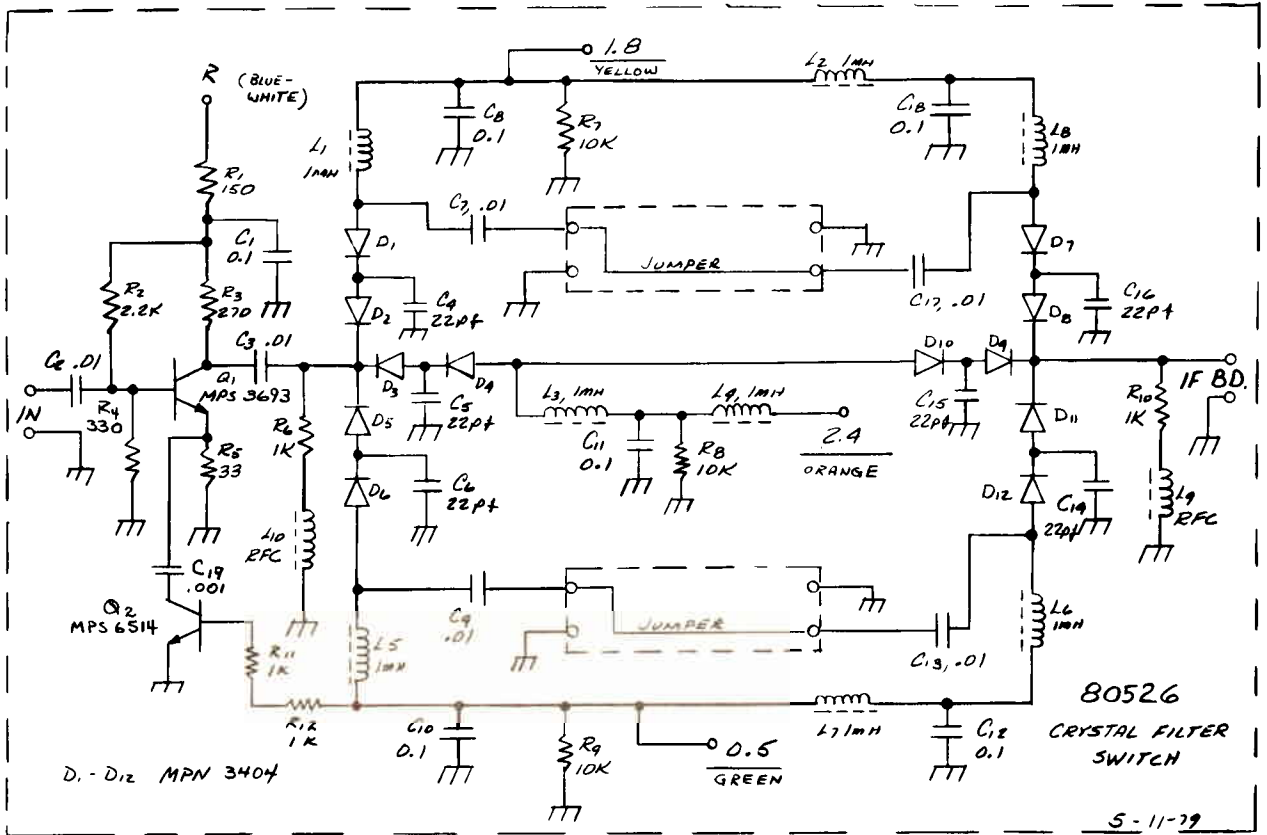 1.8
YELLOW
R (BLUE-
WHITE)
L2 1MH
C8
0.1
R7
10K
C18
0.1
L8
1MH
L1
1MH
R1
150
C1
0.1
C7, .01
D1
JUMPER
D7
C17, .01
R2
2.2K
R3
270
C4
22pf
D2
C16
22pf
D8
C3 .01
C2 .01
Q1
MPS 3693
D3
D4
D10
D9
IF BD.
IN
R4
330
C5
22pf
L3, 1MH
L4, 1MH
C15
22pf
R10
1K
R6
1K
D5
C11
0.1
R8
10K
2.4
ORANGE
D11
R5
33
D6
C6
22pf
D12
C14
22pf
L9
RFC
L10
RFC
C19
.001
Q2
MPS 6514
C9
.01
JUMPER
L6
1MH
R11
1K
L5
1MH
C13, .01
R12
1K
C10
0.1
R9
10K
0.5
GREEN
L7 1MH
C12
0.1
80526
CRYSTAL FILTER
SWITCH
D1 - D12 MPN 3404
5-11-79